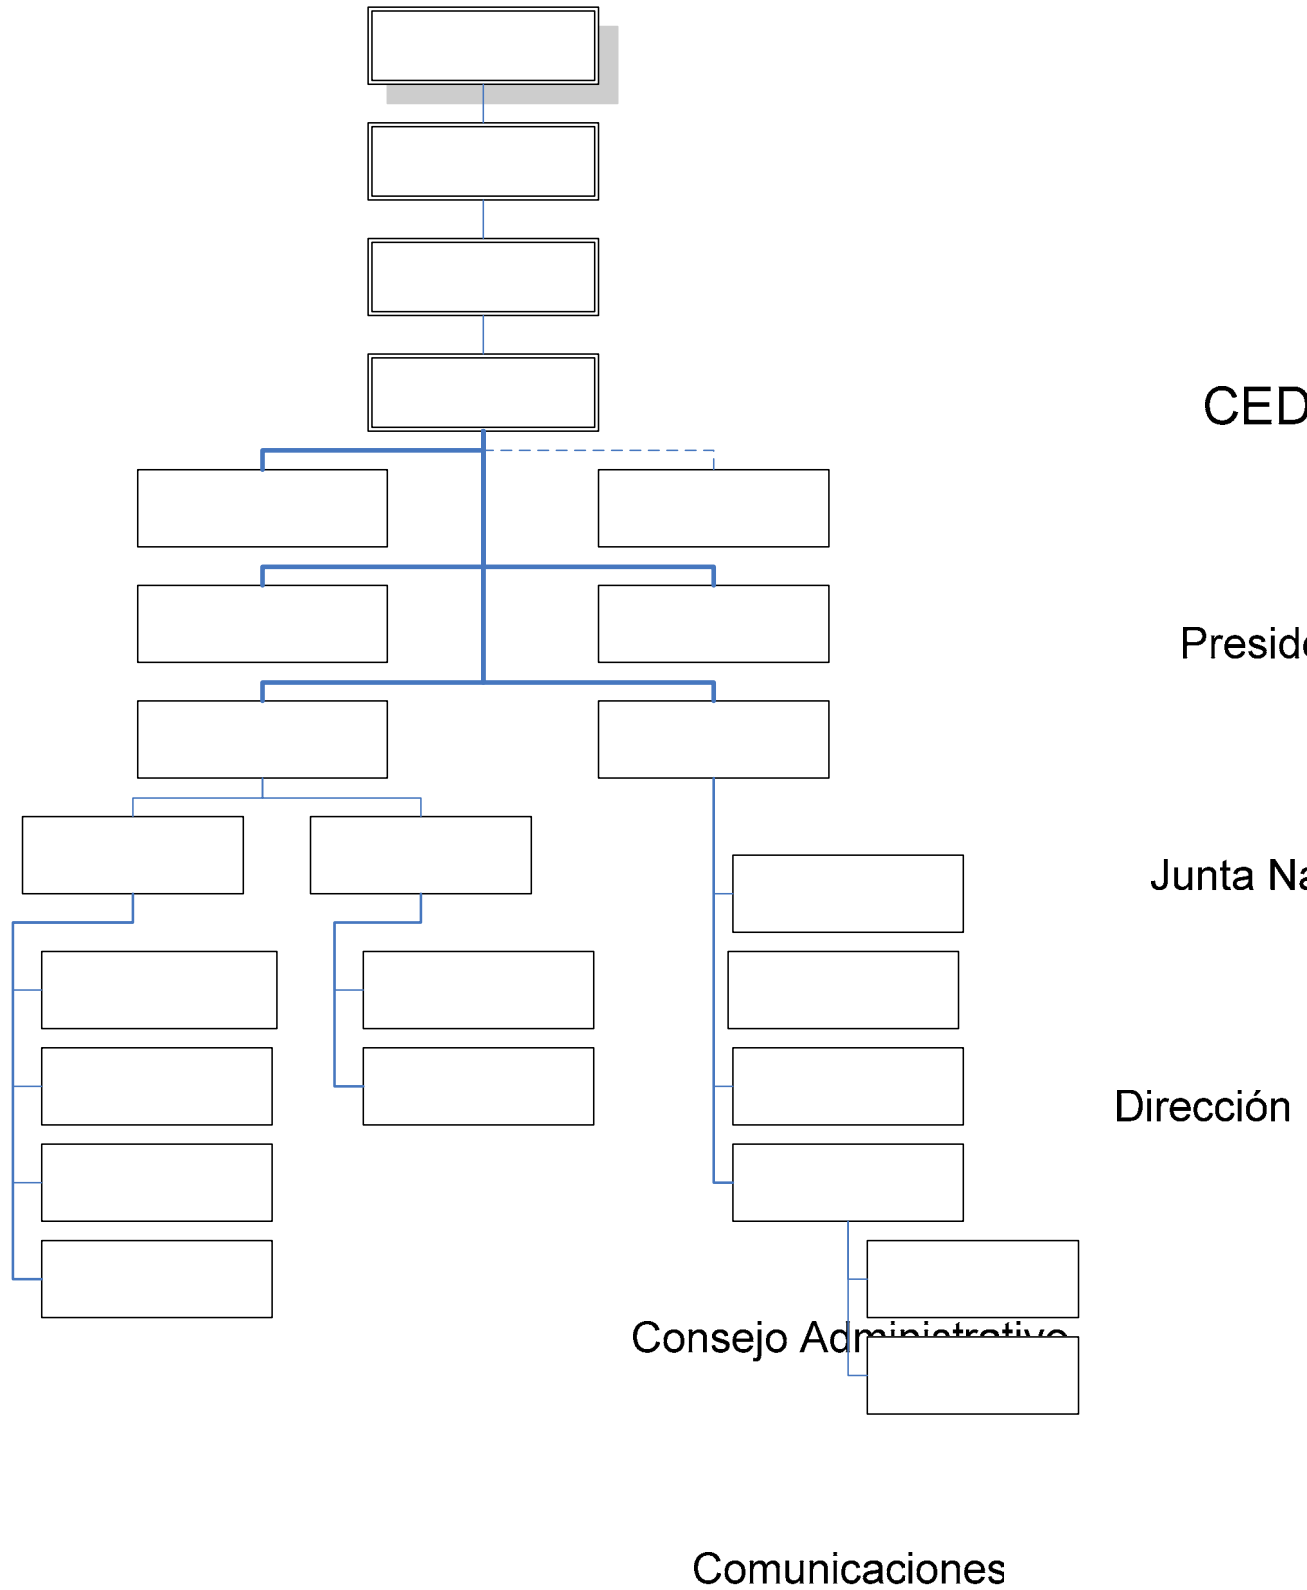 CED
Preside
Junta Na
Dirección
Consejo Administrativo
Comunicaciones